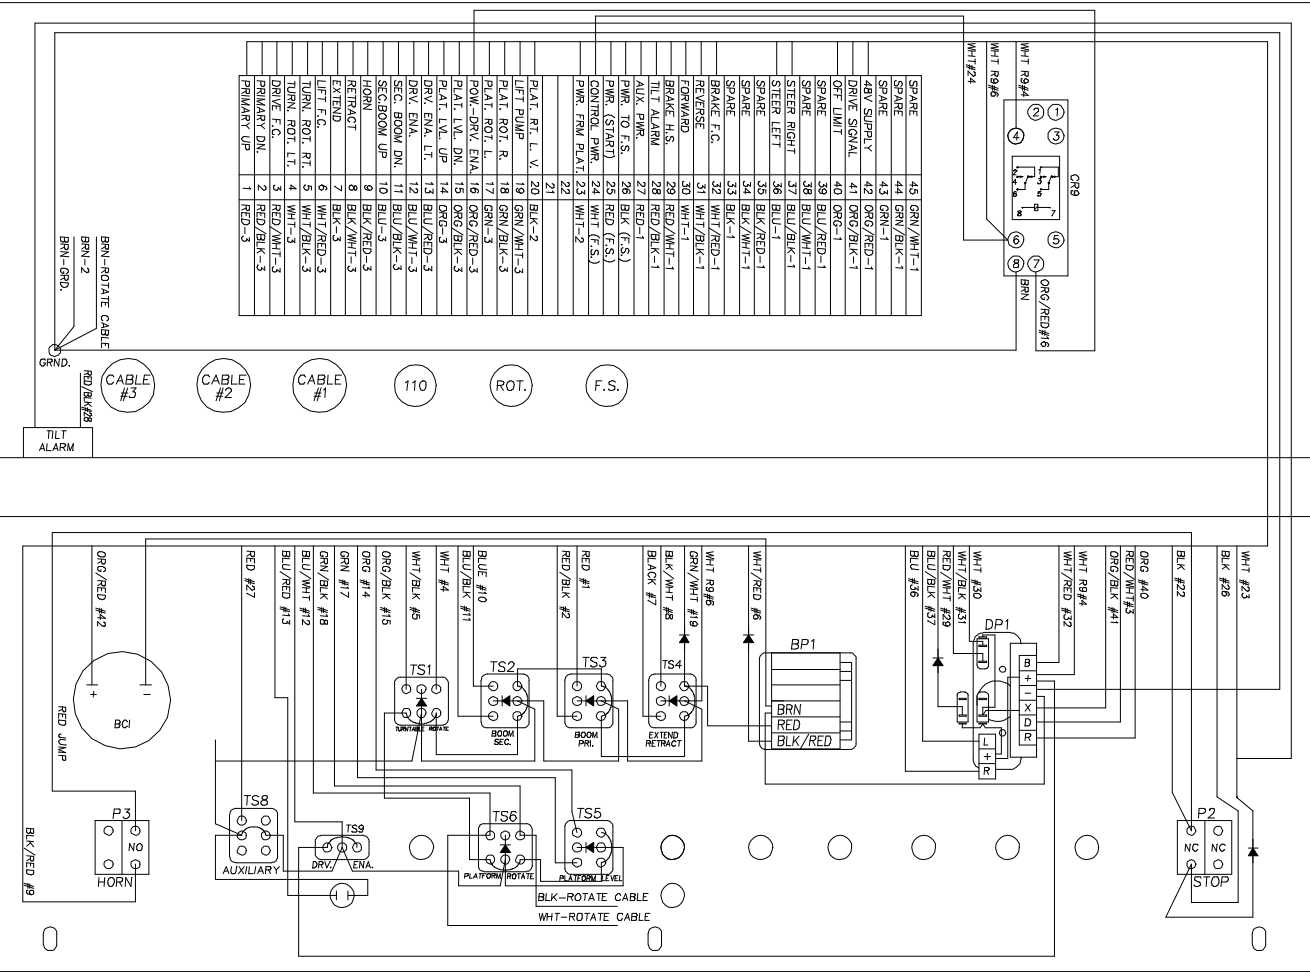 WHT#24
WHT R9#6
WHT R9#4
PRIMARY UP 1 RED-3
PRIMARY DN. 2 RED/BLK-3
DRIVE F.C. 3 RED/WHT-3
TURN. ROT. LT. 4 WHT-3
TURN. ROT. RT. 5 WHT/BLK-3
LIFT F.C. 6 WHT/RED-3
EXTEND 7 BLK-3
RETRACT 8 BLK/WHT-3
HORN 9 BLK/RED-3
SEC.BOOM UP 10 BLU-3
SEC. BOOM DN. 11 BLU/BLK-3
DRV. ENA. 12 BLU/WHT-3
DRV. ENA. LT. 13 BLU/RED-3
PLAT. LVL. UP 14 ORG-3
PLAT. LVL. DN. 15 ORG/BLK-3
POW.-DRV. ENA. 16 ORG/RED-3
PLAT. ROT. L. 17 GRN-3
PLAT. ROT. R. 18 GRN/BLK-3
LIFT PUMP 19 GRN/WHT-3
PLAT. RT. L. V. 20 BLK-2
21
22
PWR. FRM PLAT. 23 WHT-2
CONTROL PWR. 24 WHT (F.S.)
PWR. (START) 25 RED (F.S.)
PWR. TO F.S. 26 BLK (F.S.)
AUX. PWR. 27 RED-1
TILT ALARM 28 RED/BLK-1
BRAKE H.S. 29 RED/WHT-1
FORWARD 30 WHT-1
REVERSE 31 WHT/BLK-1
BRAKE F.C. 32 WHT/RED-1
SPARE 33 BLK-1
SPARE 34 BLK/WHT-1
SPARE 35 BLK/RED-1
STEER LEFT 36 BLU-1
STEER RIGHT 37 BLU/BLK-1
SPARE 38 BLU/WHT-1
SPARE 39 BLU/RED-1
OFF LIMIT 40 ORG-1
DRIVE SIGNAL 41 ORG/BLK-1
48V SUPPLY 42 ORG/RED-1
SPARE 43 GRN-1
SPARE 44 GRN/BLK-1
SPARE 45 GRN/WHT-1
2 1
4 3
CR9
8 7
6 5
8 7
BRN
ORG/RED#16
BRN-GRD.
BRN-2
BRN-ROTATE CABLE
GRND.
RED/BLK#28
CABLE #3
CABLE #2
CABLE #1
110
ROT.
F.S.
TILT
ALARM
ORG/RED #42
RED #27
BLU/RED #13
BLU/WHT #12
GRN/BLK #18
GRN #17
ORG #14
ORG/BLK #15
WHT/BLK #5
WHT #4
BLU/BLK #11
BLUE #10
RED/BLK #2
RED #1
BLACK #7
BLK/WHT #8
GRN/WHT #19
WHT R9#6
WHT/RED #6
BLU #36
BLU/BLK #37
RED/WHT #29
WHT/BLK #31
WHT #30
WHT/RED #32
WHT R9#4
ORG/BLK #41
RED/WHT#3
ORG #40
BLK #22
BLK #26
WHT #23
+ -
BCI
RED JUMP
BLK/RED #9
TS1
TURNTABLE ROTATE
TS2
BOOM
SEC.
TS3
BOOM
PRI.
TS4
EXTEND
RETRACT
BP1
BRN
RED
BLK/RED
DP1
B
+
-
X
D
R
L
+
R
P3
NO
HORN
TS8
AUXILIARY
TS9
DRV. ENA.
TS6
PLATFORM ROTATE
TS5
PLATFORM LEVEL
BLK-ROTATE CABLE
WHT-ROTATE CABLE
P2
NC NC
STOP